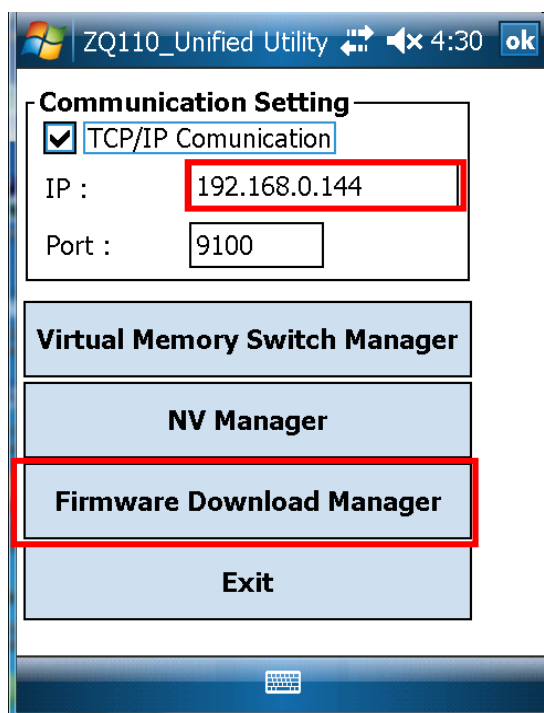 ZQ110_Unified Utility 4:30 ok
Communication Setting
TCP/IP Comunication
IP : 192.168.0.144
Port : 9100
Virtual Memory Switch Manager
NV Manager
Firmware Download Manager
Exit